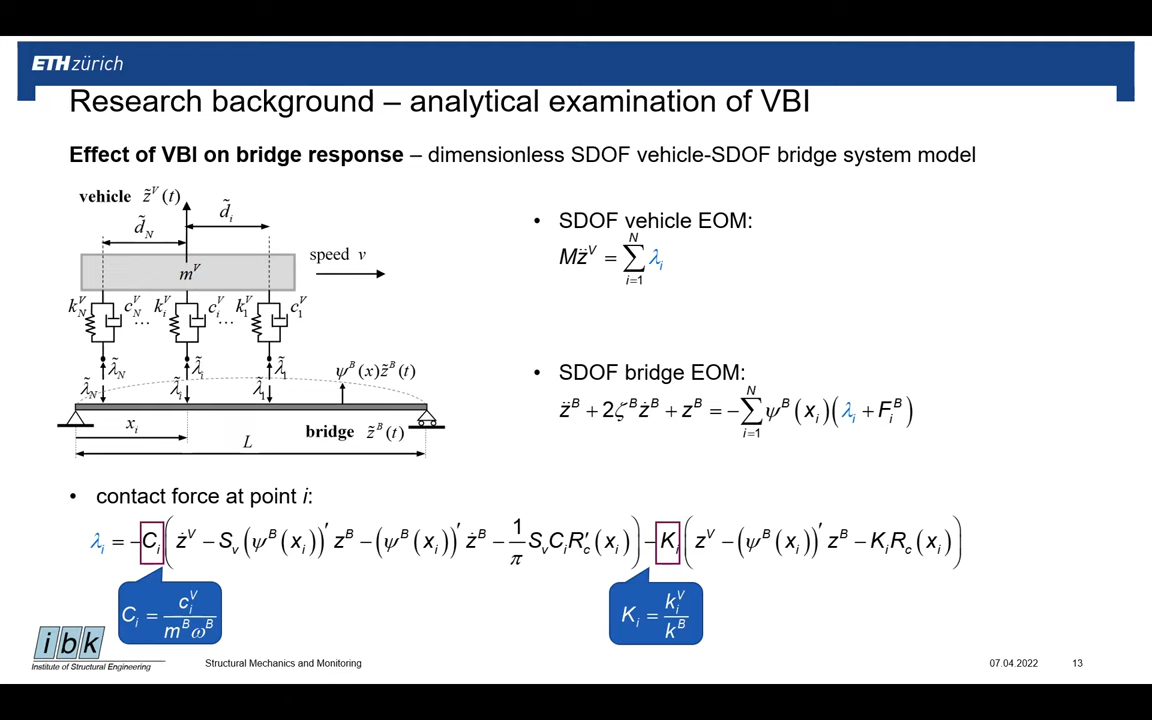 ETH zürich
Research background – analytical examination of VBI
Effect of VBI on bridge response – dimensionless SDOF vehicle-SDOF bridge system model
vehicle z̃^V(t)
d̃_i
d̃_N
speed v
m^V
k_N^V c_N^V ... k_i^V c_i^V ... k_1^V c_1^V
λ̃_N λ̃_i λ̃_1
λ̃_N λ̃_i λ̃_1
ψ^B(x)z̃^B(t)
x_i
bridge z̃^B(t)
L
• SDOF vehicle EOM:
Mz̈^V = ∑_{i=1}^{N} λ_i
• SDOF bridge EOM:
z̈^B + 2ζ^B ż^B + z^B = −∑_{i=1}^{N} ψ^B(x_i)(λ_i + F_i^B)
• contact force at point i:
λ_i = −C_i(ż^V − S_v(ψ^B(x_i))′ z^B − (ψ^B(x_i))′ ż^B − 1/π S_v C_i R′_c(x_i)) − K_i(z^V − (ψ^B(x_i))′ z^B − K_i R_c(x_i))
C_i = c_i^V / m^B ω^B
K_i = k_i^V / k^B
ibk
Institute of Structural Engineering
Structural Mechanics and Monitoring
07.04.2022
13